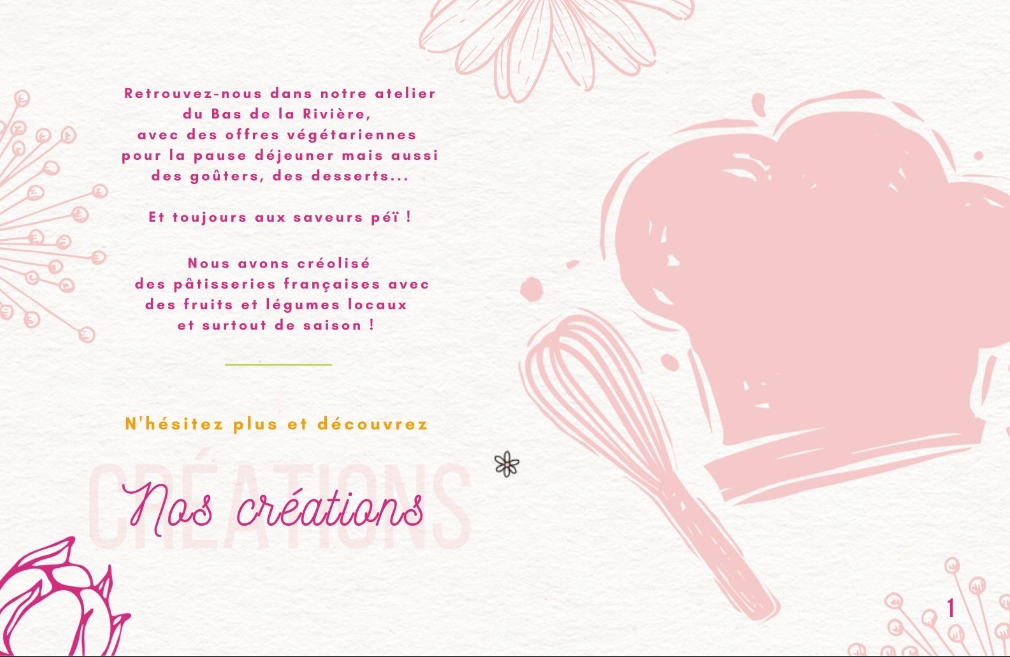 Retrouvez-nous dans notre atelier
du Bas de la Rivière,
avec des offres végétariennes
pour la pause déjeuner mais aussi
des goûters, des desserts...
Et toujours aux saveurs péï !
Nous avons créolisé
des pâtisseries françaises avec
des fruits et légumes locaux
et surtout de saison !
N'hésitez plus et découvrez
CRÉATIONS
Nos créations
1